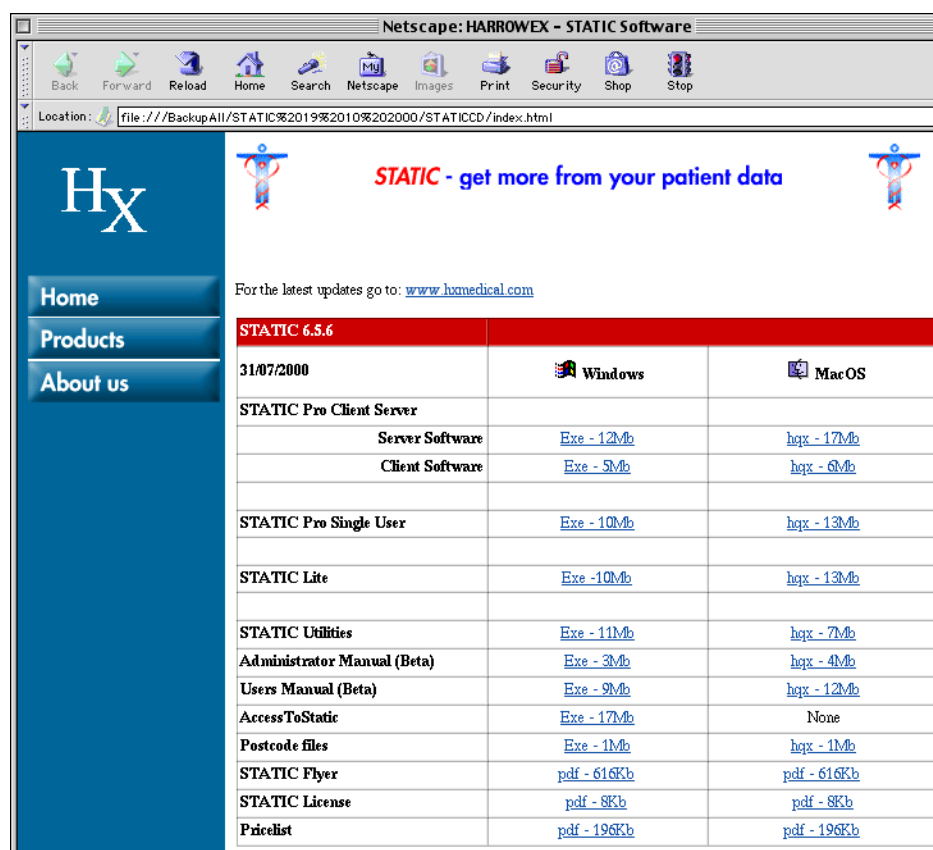 Netscape: HARROWEX - STATIC Software
Back Forward Reload Home Search Netscape Images Print Security Shop Stop
My
Location: file:///BackupAll/STATIC%2019%2010%202000/STATICCD/index.html
HX
STATIC - get more from your patient data
Home
Products
About us
For the latest updates go to: www.hxmedical.com
STATIC 6.5.6
31/07/2000 Windows MacOS
STATIC Pro Client Server
Server Software Exe - 12Mb hqx - 17Mb
Client Software Exe - 5Mb hqx - 6Mb
STATIC Pro Single User Exe - 10Mb hqx - 13Mb
STATIC Lite Exe -10Mb hqx - 13Mb
STATIC Utilities Exe - 11Mb hqx - 7Mb
Administrator Manual (Beta) Exe - 3Mb hqx - 4Mb
Users Manual (Beta) Exe - 9Mb hqx - 12Mb
AccessToStatic Exe - 17Mb None
Postcode files Exe - 1Mb hqx - 1Mb
STATIC Flyer pdf - 616Kb pdf - 616Kb
STATIC License pdf - 8Kb pdf - 8Kb
Pricelist pdf - 196Kb pdf - 196Kb